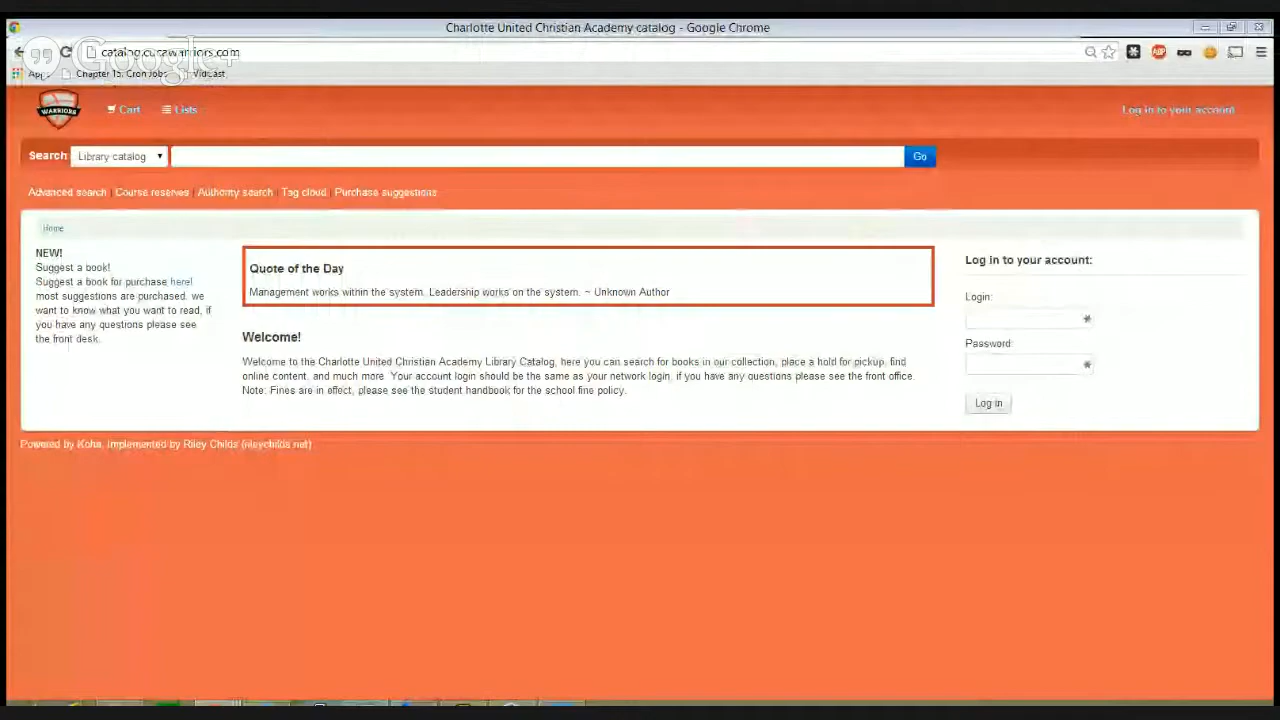 Charlotte United Christian Academy catalog - Google Chrome
catalog.cucawarriors.com
Google+
Apps Chapter 15. Cron Jobs Vidcast
WARRIORS Cart Lists Log in to your account
Search: Library catalog Go
Advanced search Course reserves Authority search Tag cloud Purchase suggestions
Home
NEW!
Suggest a book!
Suggest a book for purchase here!
most suggestions are purchased. we
want to know what you want to read, if
you have any questions please see
the front desk.
Quote of the Day
Management works within the system. Leadership works on the system. ~ Unknown Author
Welcome!
Welcome to the Charlotte United Christian Academy Library Catalog, here you can search for books in our collection, place a hold for pickup, find
online content, and much more. Your account login should be the same as your network login, if you have any questions please see the front office.
Note: Fines are in effect, please see the student handbook for the school fine policy.
Log in to your account:
Login:
Password:
Log in
Powered by Koha, Implemented by Riley Childs (rileychilds.net)